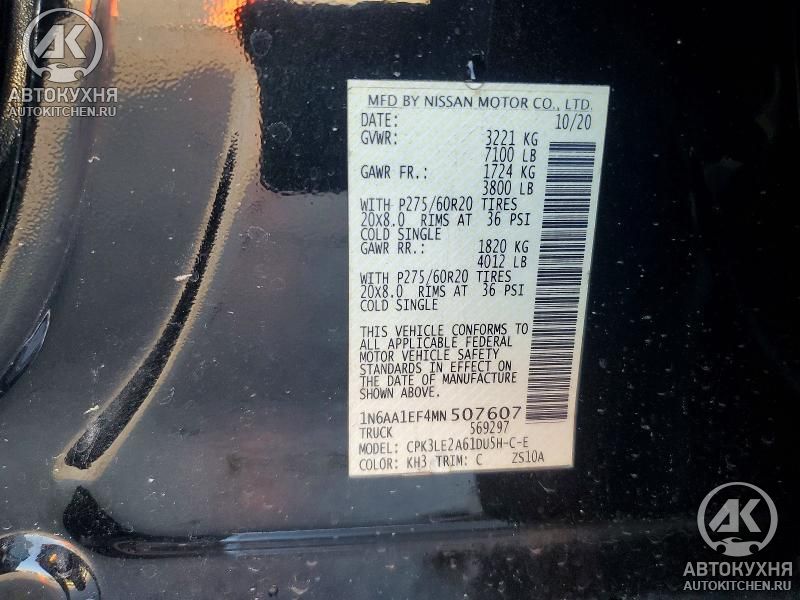 АК
АВТОКУХНЯ
AUTOKITCHEN.RU
MFD BY NISSAN MOTOR CO., LTD.
DATE: 10/20
GVWR: 3221 KG
7100 LB
GAWR FR.: 1724 KG
3800 LB
WITH P275/60R20 TIRES
20X8.0 RIMS AT 36 PSI
COLD SINGLE
GAWR RR.: 1820 KG
4012 LB
WITH P275/60R20 TIRES
20X8.0 RIMS AT 36 PSI
COLD SINGLE
THIS VEHICLE CONFORMS TO
ALL APPLICABLE FEDERAL
MOTOR VEHICLE SAFETY
STANDARDS IN EFFECT ON
THE DATE OF MANUFACTURE
SHOWN ABOVE.
1N6AA1EF4MN507607
TRUCK 569297
MODEL: CPK3LE2A61DU5H-C-E
COLOR: KH3 TRIM: C ZS10A
АК
АВТОКУХНЯ
AUTOKITCHEN.RU